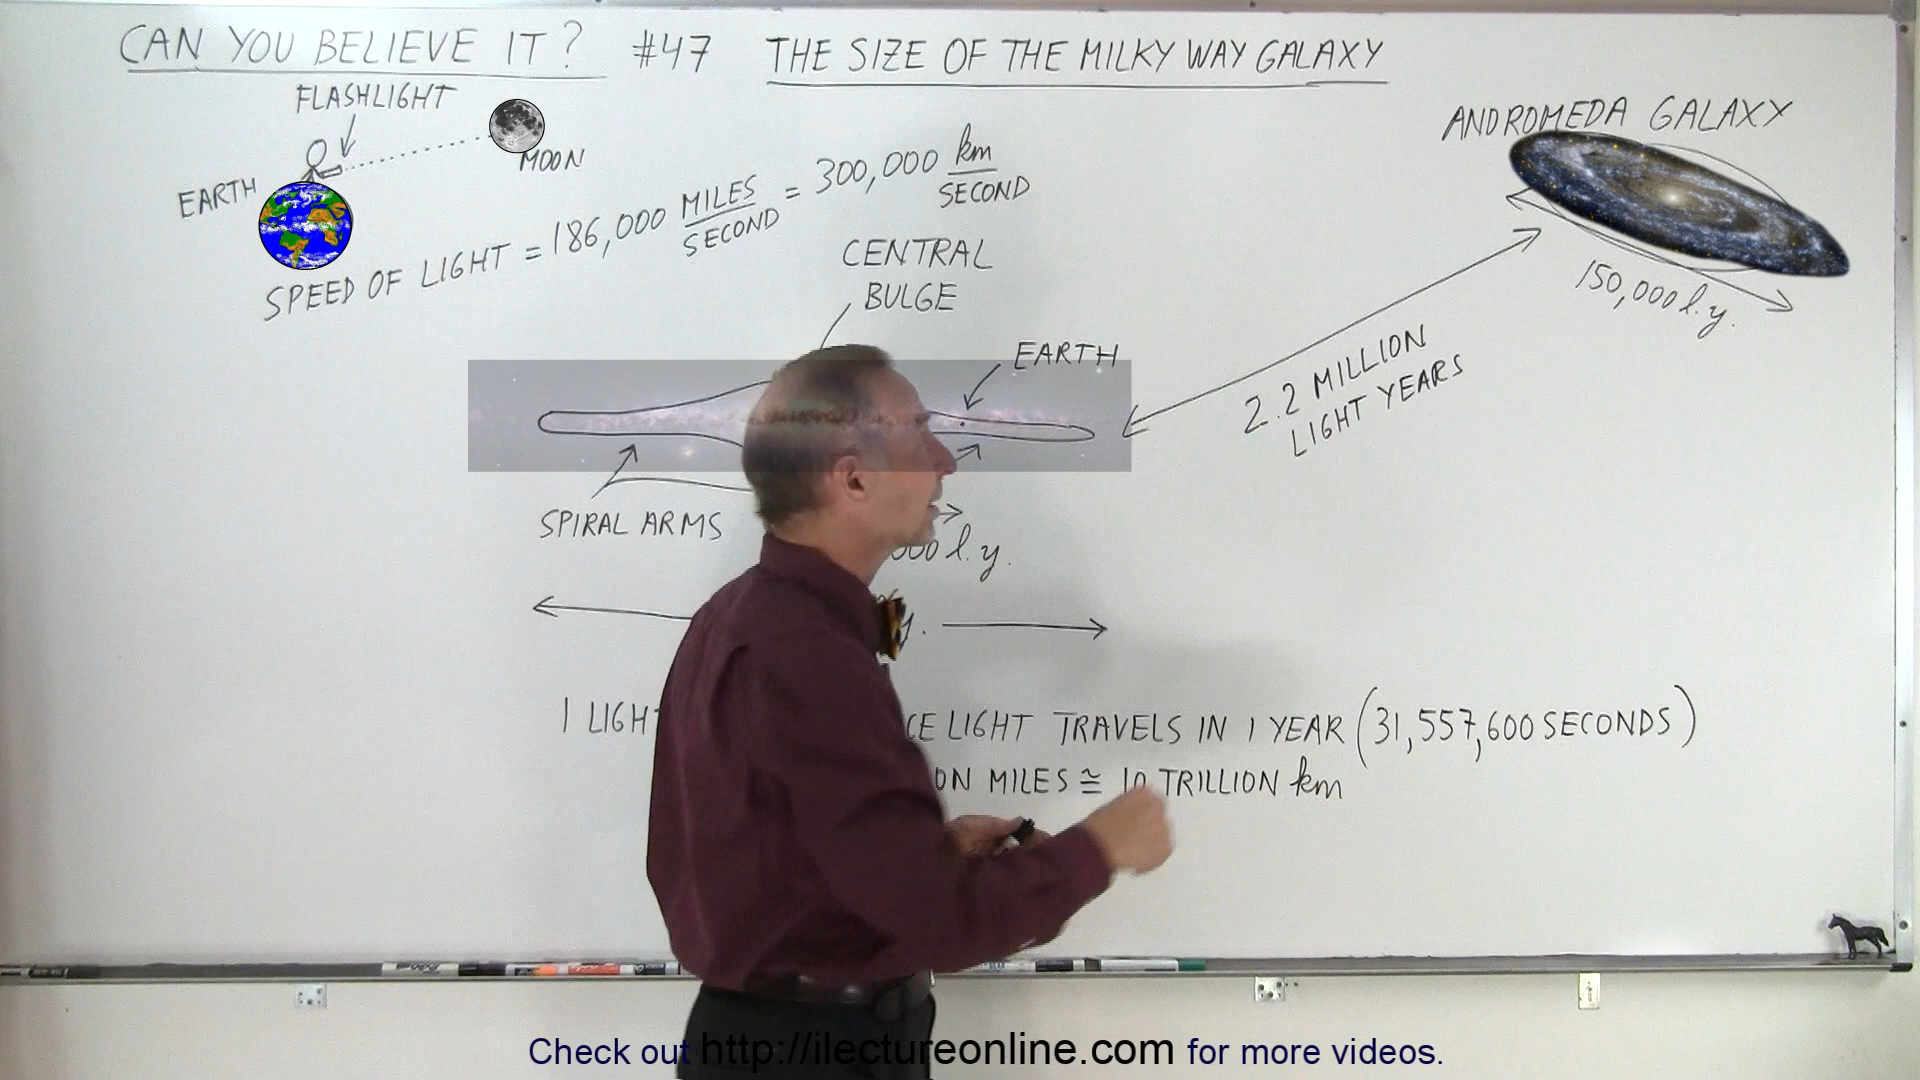 CAN YOU BELIEVE IT? #47 THE SIZE OF THE MILKY WAY GALAXY
FLASHLIGHT
MOON
EARTH
SPEED OF LIGHT = 186,000 MILES/SECOND = 300,000 km/SECOND
ANDROMEDA GALAXY
150,000 l.y.
CENTRAL
BULGE
EARTH
2.2 MILLION
LIGHT YEARS
SPIRAL ARMS
000 l.y.
y.
1 LIGHT TRAVELS IN 1 YEAR (31,557,600 SECONDS)
MILES ≅ 10 TRILLION km
Check out http://ilectureonline.com for more videos.